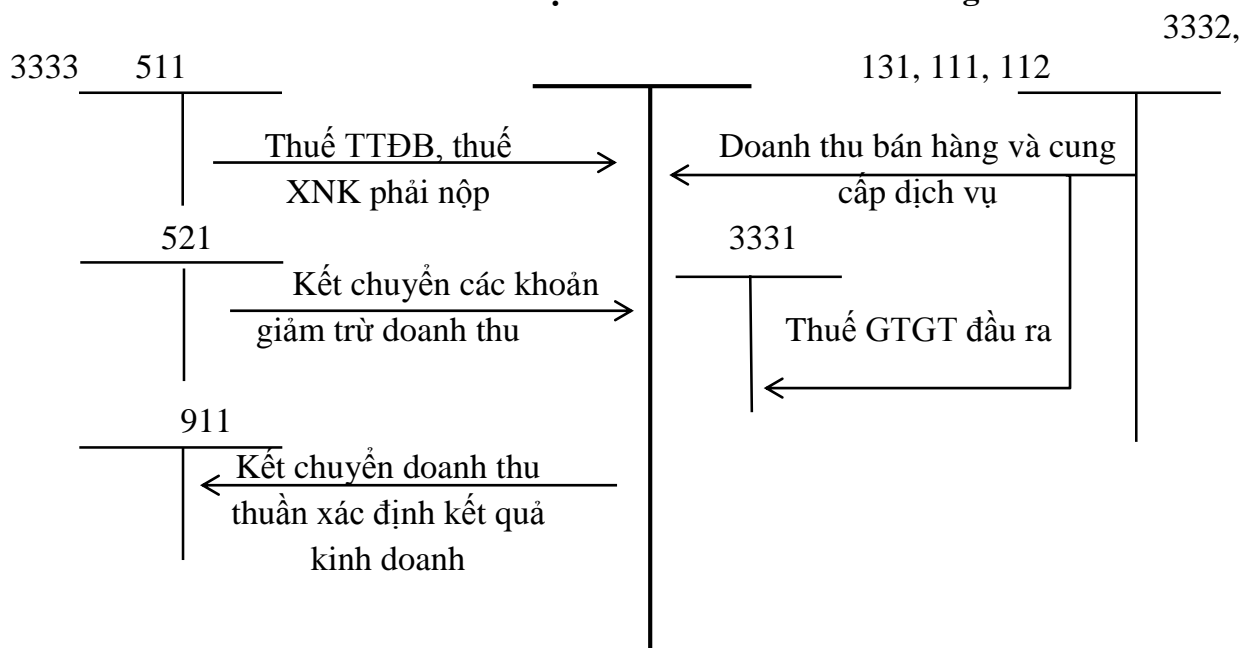 3332,
3333 511 131, 111, 112
Thuế TTĐB, thuế
XNK phải nộp
Doanh thu bán hàng và cung
cấp dịch vụ
521
3331
Kết chuyển các khoản
giảm trừ doanh thu
Thuế GTGT đầu ra
911
Kết chuyển doanh thu
thuần xác định kết quả
kinh doanh